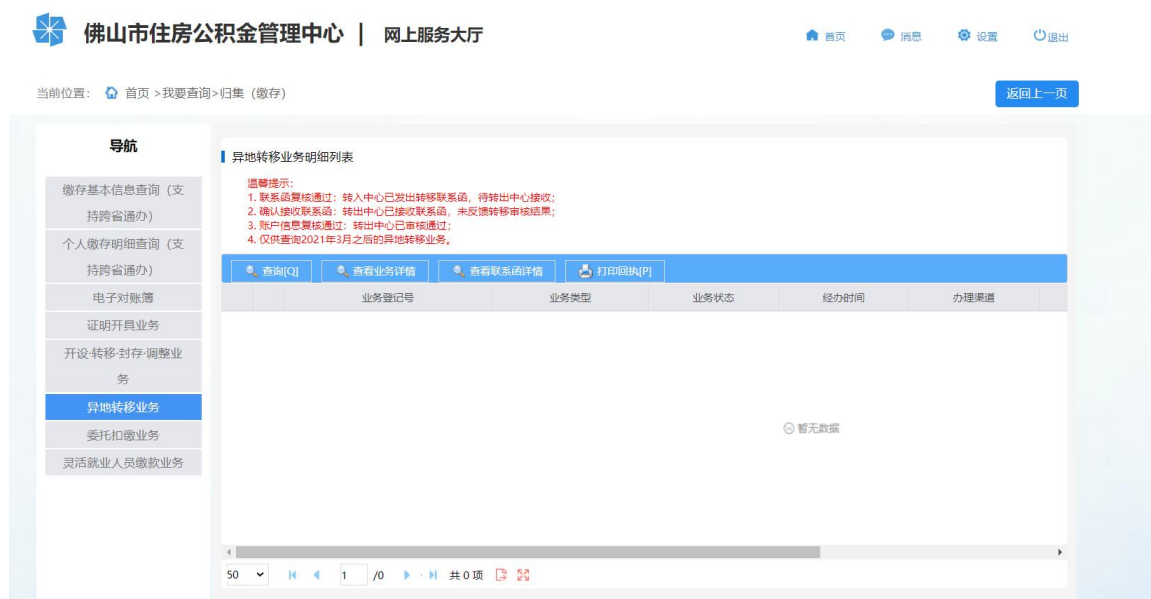 佛山市住房公积金管理中心 | 网上服务大厅
首页 消息 设置 退出
当前位置: 首页 >我要查询>归集 (缴存)
返回上一页
导航
缴存基本信息查询 (支
持跨省通办)
个人缴存明细查询 (支
持跨省通办)
电子对账簿
证明开具业务
开设·转移·封存·调整业
务
异地转移业务
委托扣缴业务
灵活就业人员缴款业务
异地转移业务明细列表
温馨提示:
1. 联系函复核通过: 转入中心已发出转移联系函, 待转出中心接收;
2. 确认接收联系函: 转出中心已接收联系函, 未反馈转移审核结果;
3. 账户信息复核通过: 转出中心已审核通过;
4. 仅供查询2021年3月之后的异地转移业务。
查询[Q] 查看业务详情 查看联系函详情 打印回执[P]
业务登记号 业务类型 业务状态 经办时间 办理渠道
暂无数据
50 1 /0 共 0 项